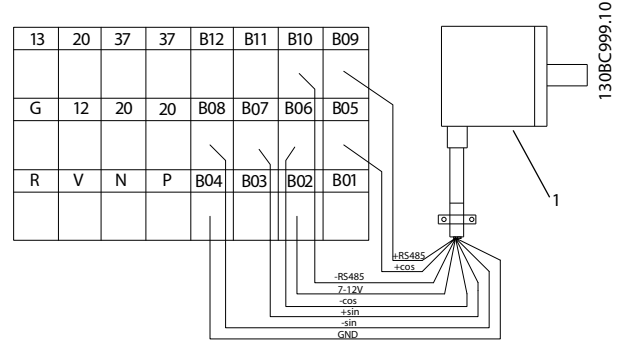 13 20 37 37 B12 B11 B10 B09
G 12 20 20 B08 B07 B06 B05
R V N P B04 B03 B02 B01
1
+RS485
+cos
-RS485
7-12V
-cos
+sin
-sin
GND
130BC999.10